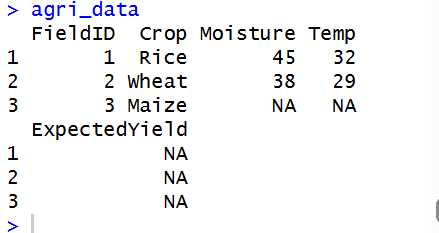 > agri_data
  FieldID  Crop Moisture Temp
1       1  Rice       45   32
2       2 Wheat       38   29
3       3 Maize       NA   NA
  ExpectedYield
1            NA
2            NA
3            NA
>